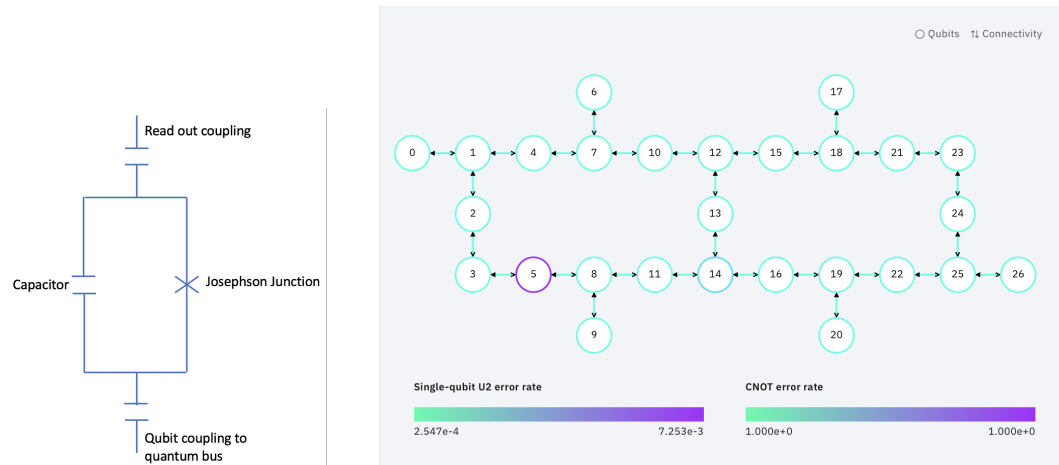 Read out coupling
Capacitor
Josephson Junction
Qubit coupling to
quantum bus
Qubits
Connectivity
6
17
0
1
4
7
10
12
15
18
21
23
2
13
24
3
5
8
11
14
16
19
22
25
26
9
20
Single-qubit U2 error rate
2.547e-4
7.253e-3
CNOT error rate
1.000e+0
1.000e+0